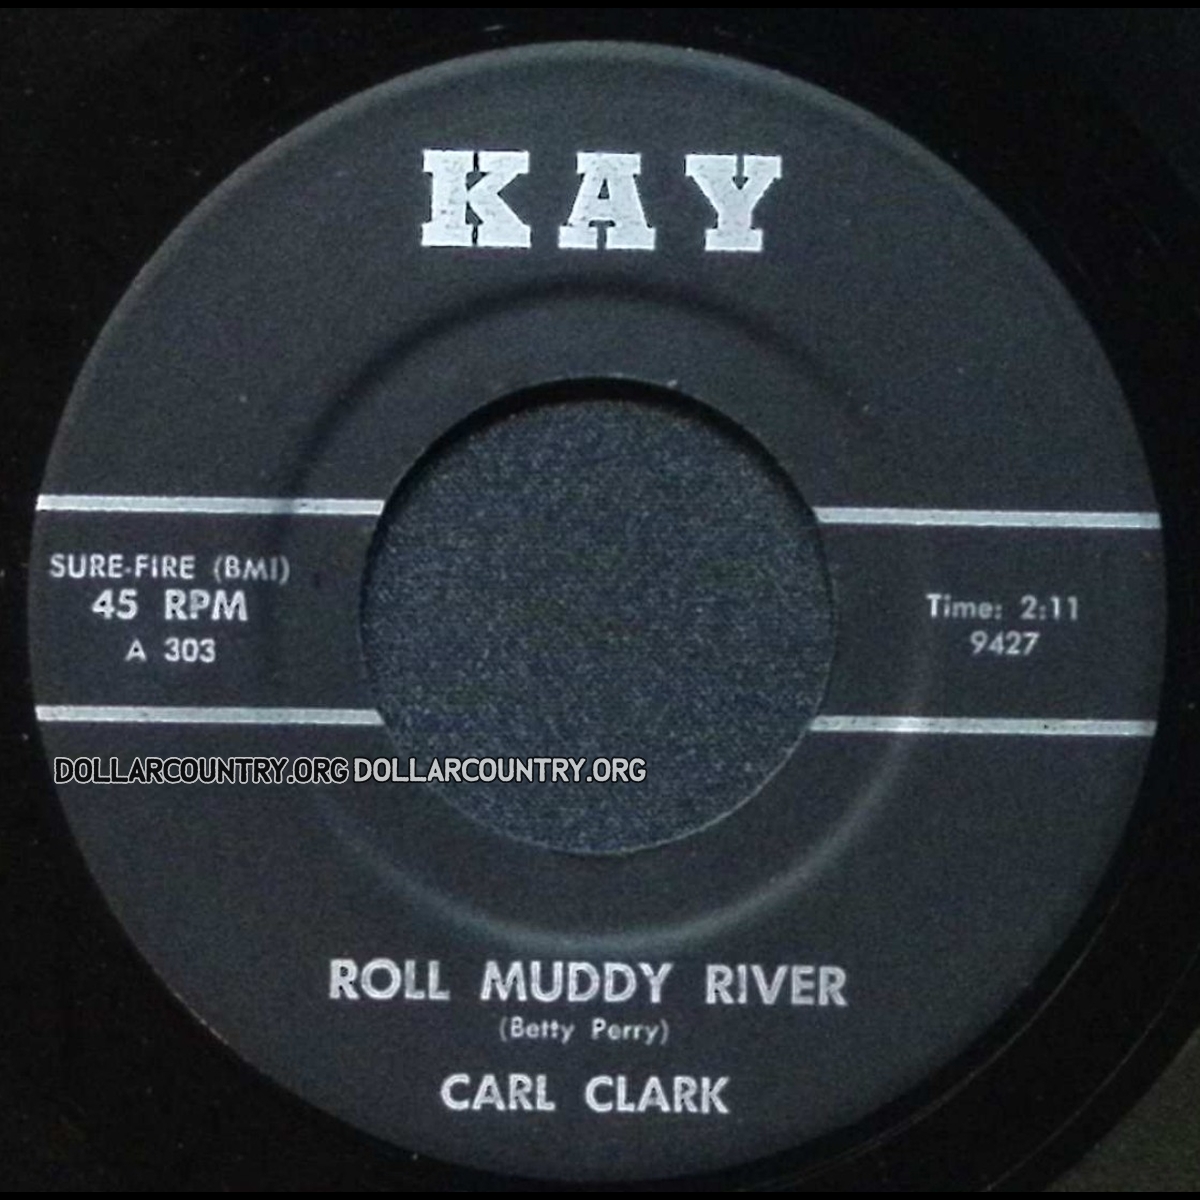 KAY
SURE-FIRE (BMI)
45 RPM
A 303
Time: 2:11
9427
DOLLARCOUNTRY.ORG DOLLARCOUNTRY.ORG
ROLL MUDDY RIVER
(Betty Perry)
CARL CLARK